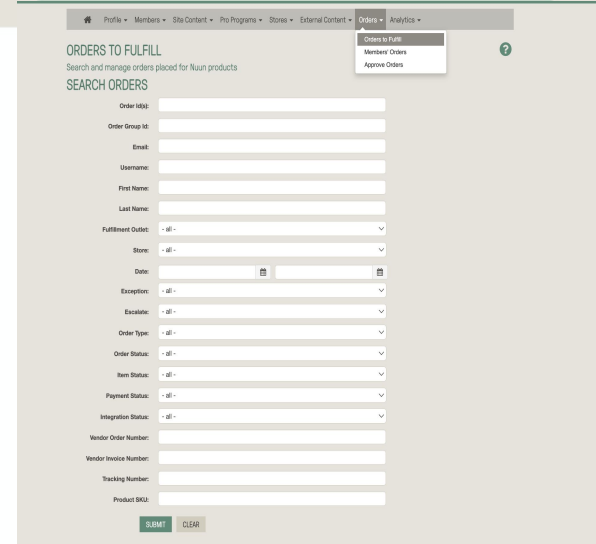 Profile Members Site Content Pro Programs Stores External Content Orders Analytics
Orders to Fulfill
Members' Orders
Approve Orders
ORDERS TO FULFILL
?
Search and manage orders placed for Nuun products
SEARCH ORDERS
Order Id(s):
Order Group Id:
Email:
Username:
First Name:
Last Name:
Fulfillment Outlet: - all -
Store: - all -
Date:
Exception: - all -
Escalate: - all -
Order Type: - all -
Order Status: - all -
Item Status: - all -
Payment Status: - all -
Integration Status: - all -
Vendor Order Number:
Vendor Invoice Number:
Tracking Number:
Product SKU:
SUBMIT CLEAR